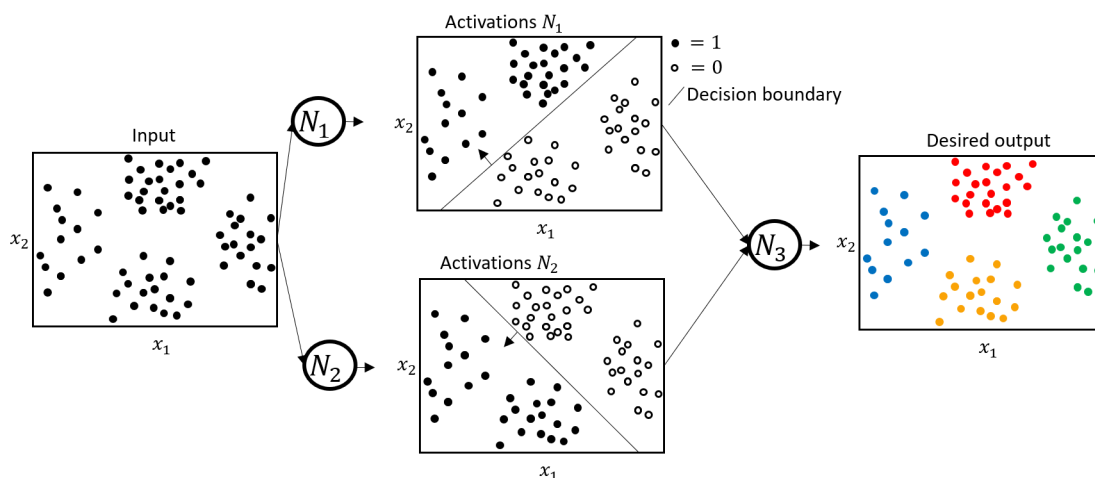 Activations N₁
= 1
= 0
Decision boundary
x₂
x₁
N₁
Input
x₂
x₁
N₂
Activations N₂
x₂
x₁
N₃
Desired output
x₂
x₁